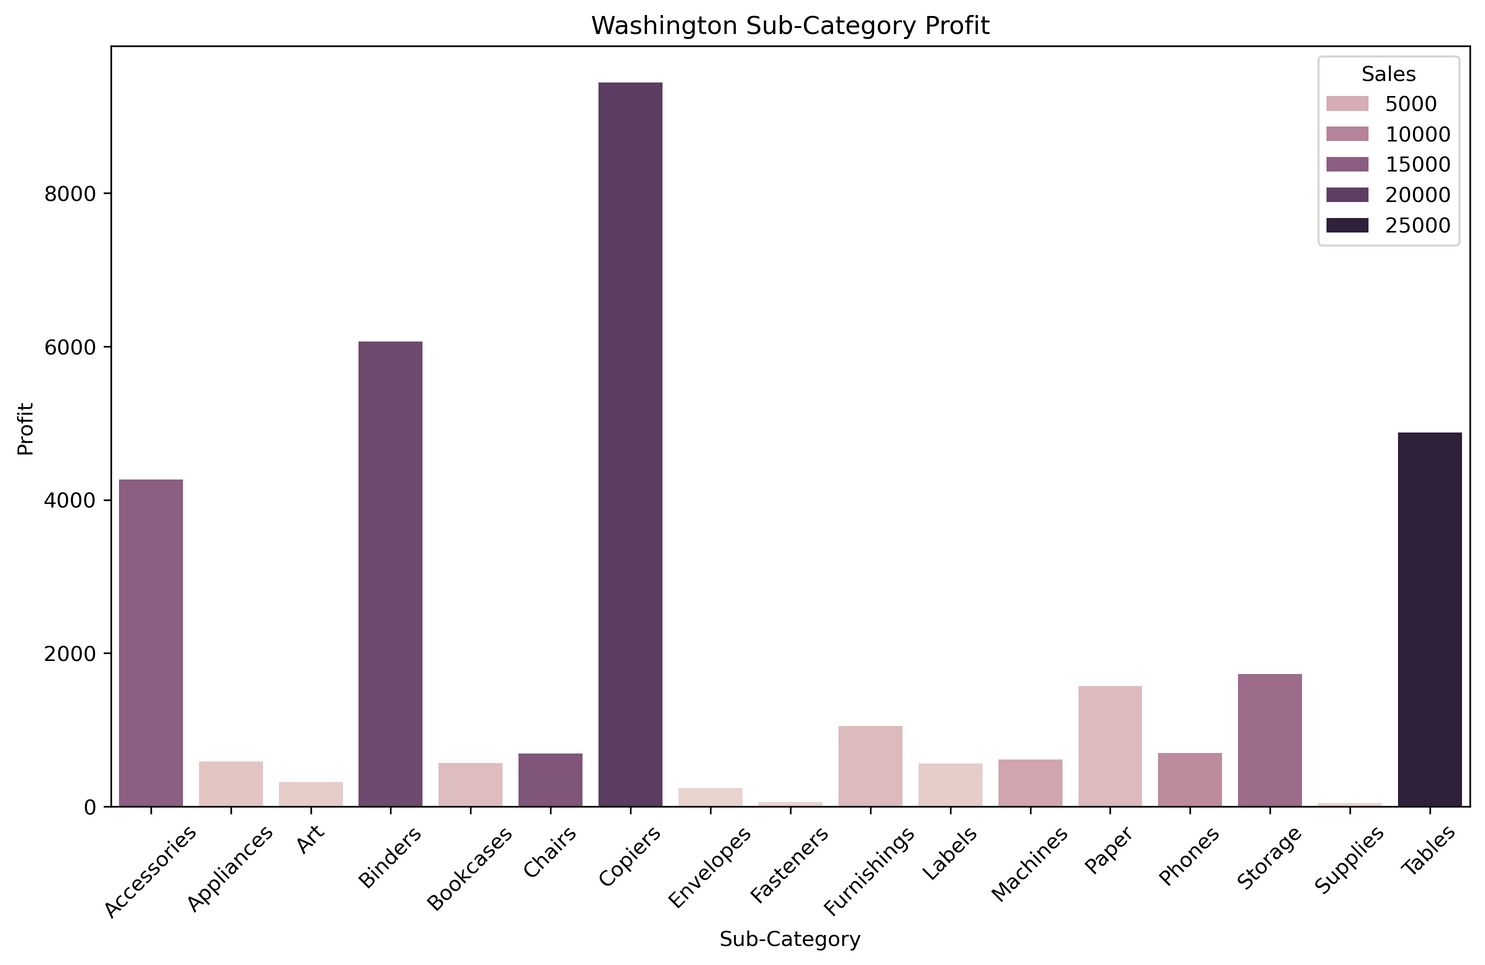 Washington Sub-Category Profit
Sales
5000
10000
15000
20000
25000
8000
6000
4000
2000
0
Profit
Accessories
Appliances
Art
Binders
Bookcases
Chairs
Copiers
Envelopes
Fasteners
Furnishings
Labels
Machines
Paper
Phones
Storage
Supplies
Tables
Sub-Category